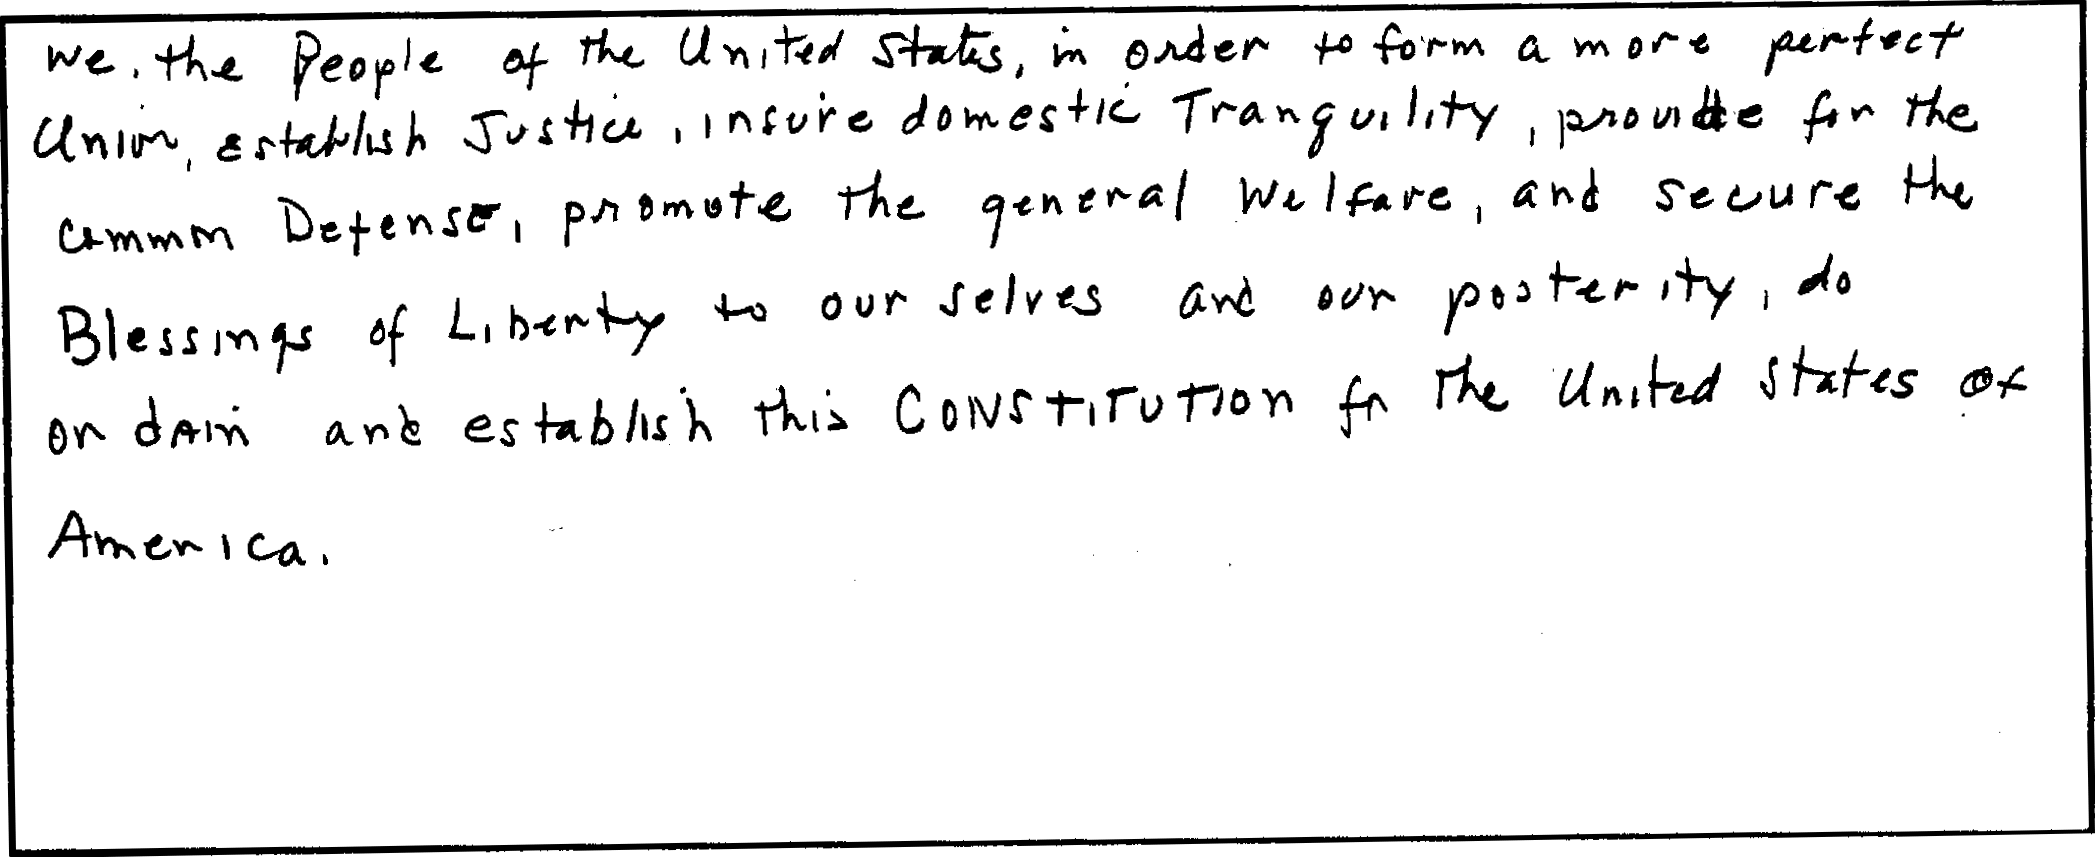 We, the People of the United States, in order to form a more perfect
Union, establish Justice, insure domestic Tranquility, provide for the
common Defense, promote the general Welfare, and secure the
Blessings of Liberty to our selves and our posterity, do
ordain and establish this CONSTITUTION for the United States of
America.